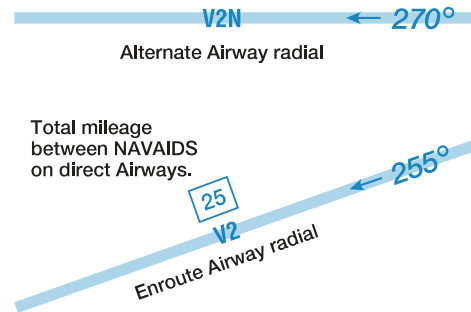 V2N
← 270°
Alternate Airway radial
Total mileage
between NAVAIDS
on direct Airways.
← 255°
25
V2
Enroute Airway radial